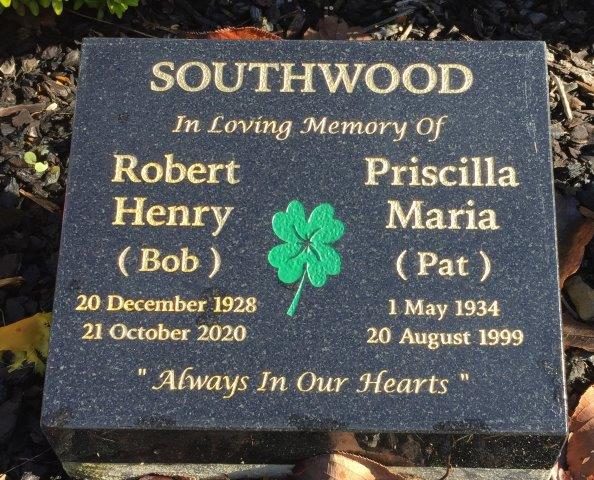 SOUTHWOOD
In Loving Memory Of
Robert
Henry
( Bob )
20 December 1928
21 October 2020
Priscilla
Maria
( Pat )
1 May 1934
20 August 1999
" Always In Our Hearts "